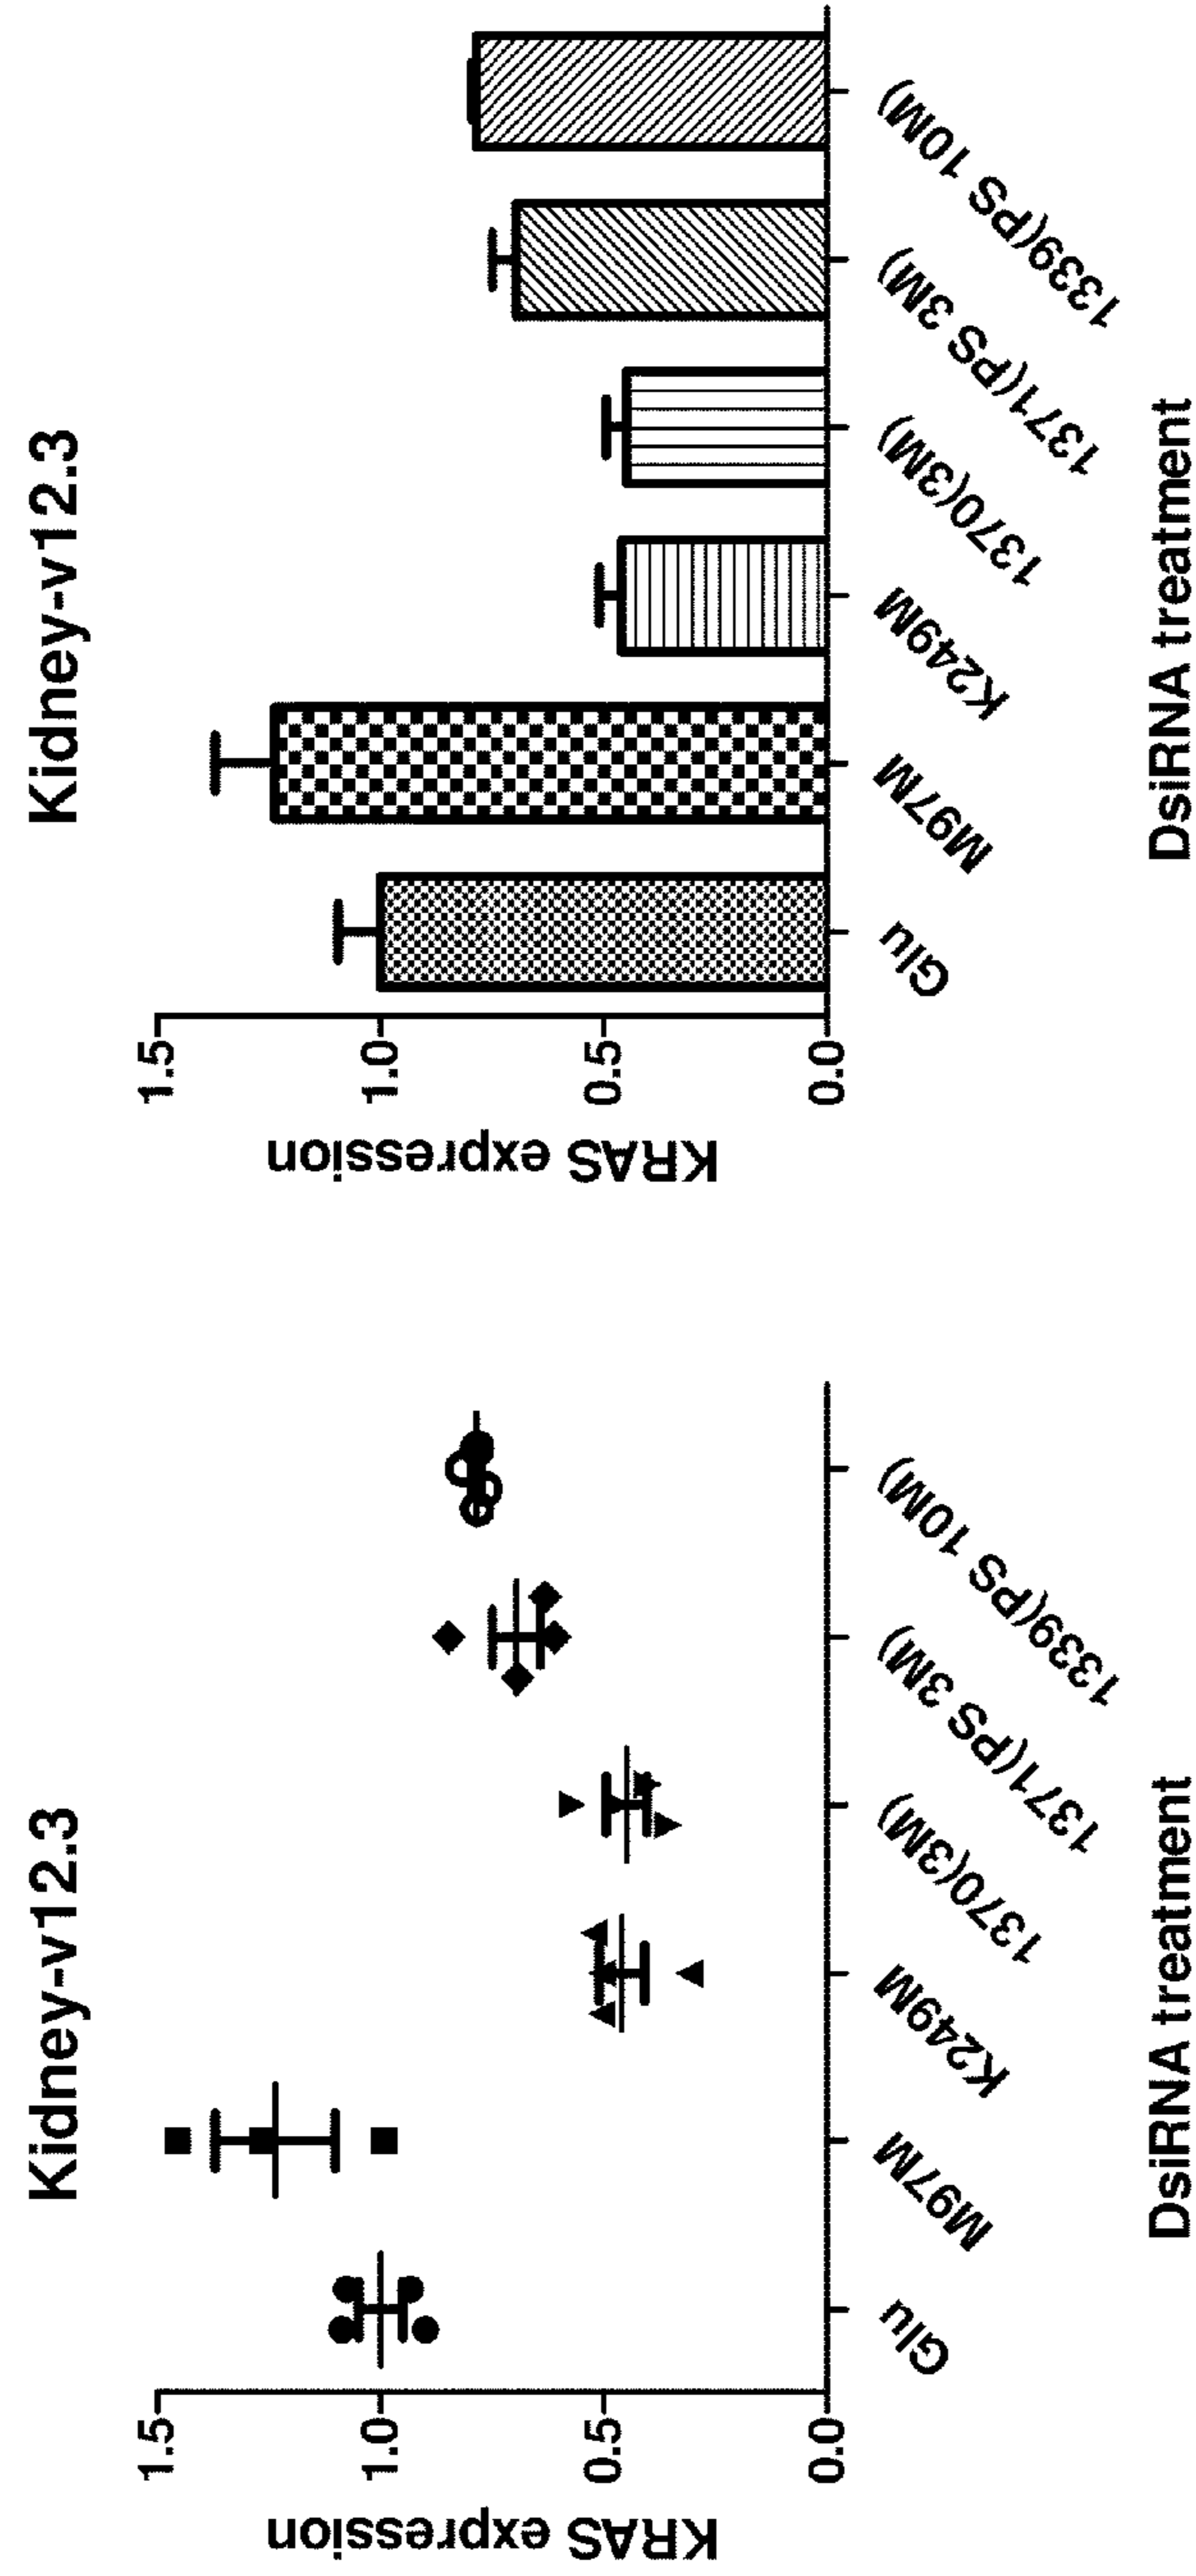 Kidney-v12.3
KRAS expression
1.5
1.0
0.5
0.0
Glu
M97M
K249M
1370(3M)
1371(PS 3M)
1339(PS 10M)
DsiRNA treatment
Kidney-v12.3
KRAS expression
1.5
1.0
0.5
0.0
Glu
M97M
K249M
1370(3M)
1371(PS 3M)
1339(PS 10M)
DsiRNA treatment